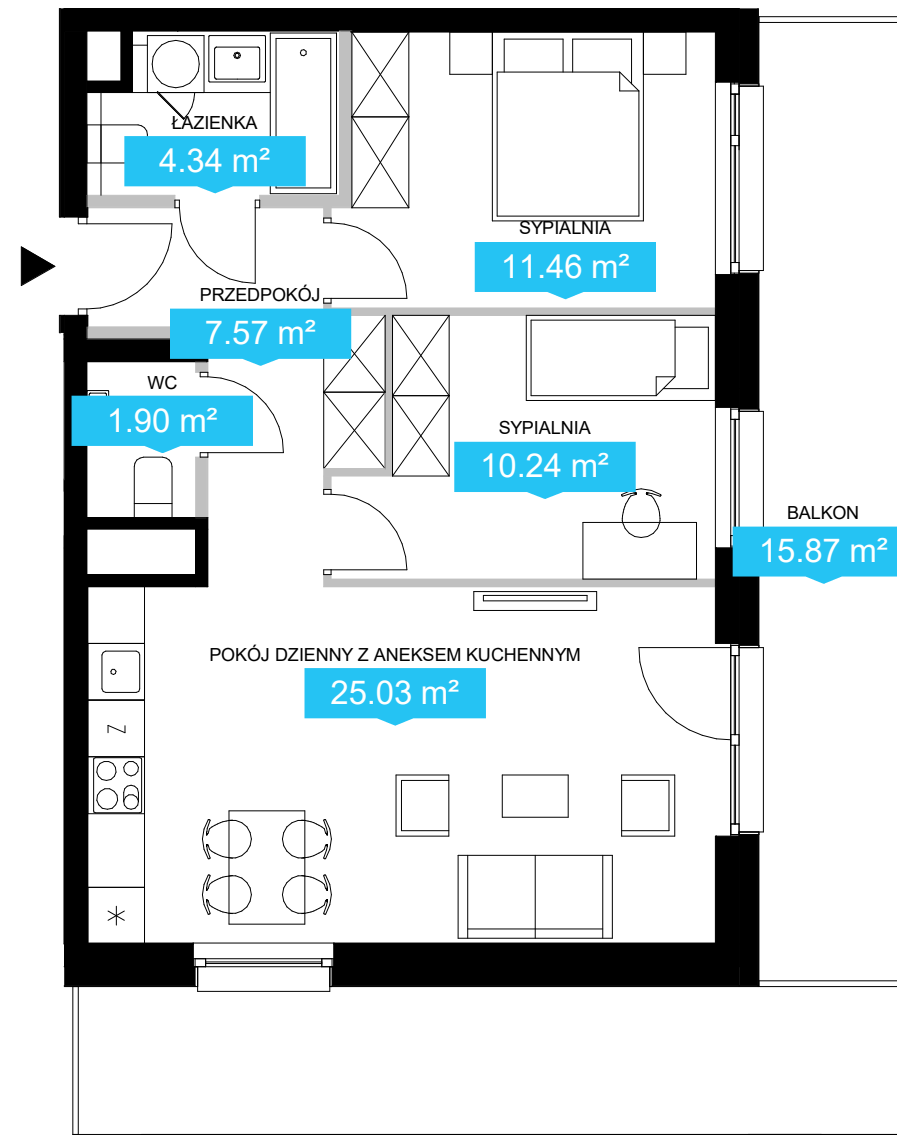 ŁAZIENKA
4.34 m²
SYPIALNIA
11.46 m²
PRZEDPOKÓJ
7.57 m²
WC
1.90 m²
SYPIALNIA
10.24 m²
BALKON
15.87 m²
POKÓJ DZIENNY Z ANEKSEM KUCHENNYM
25.03 m²